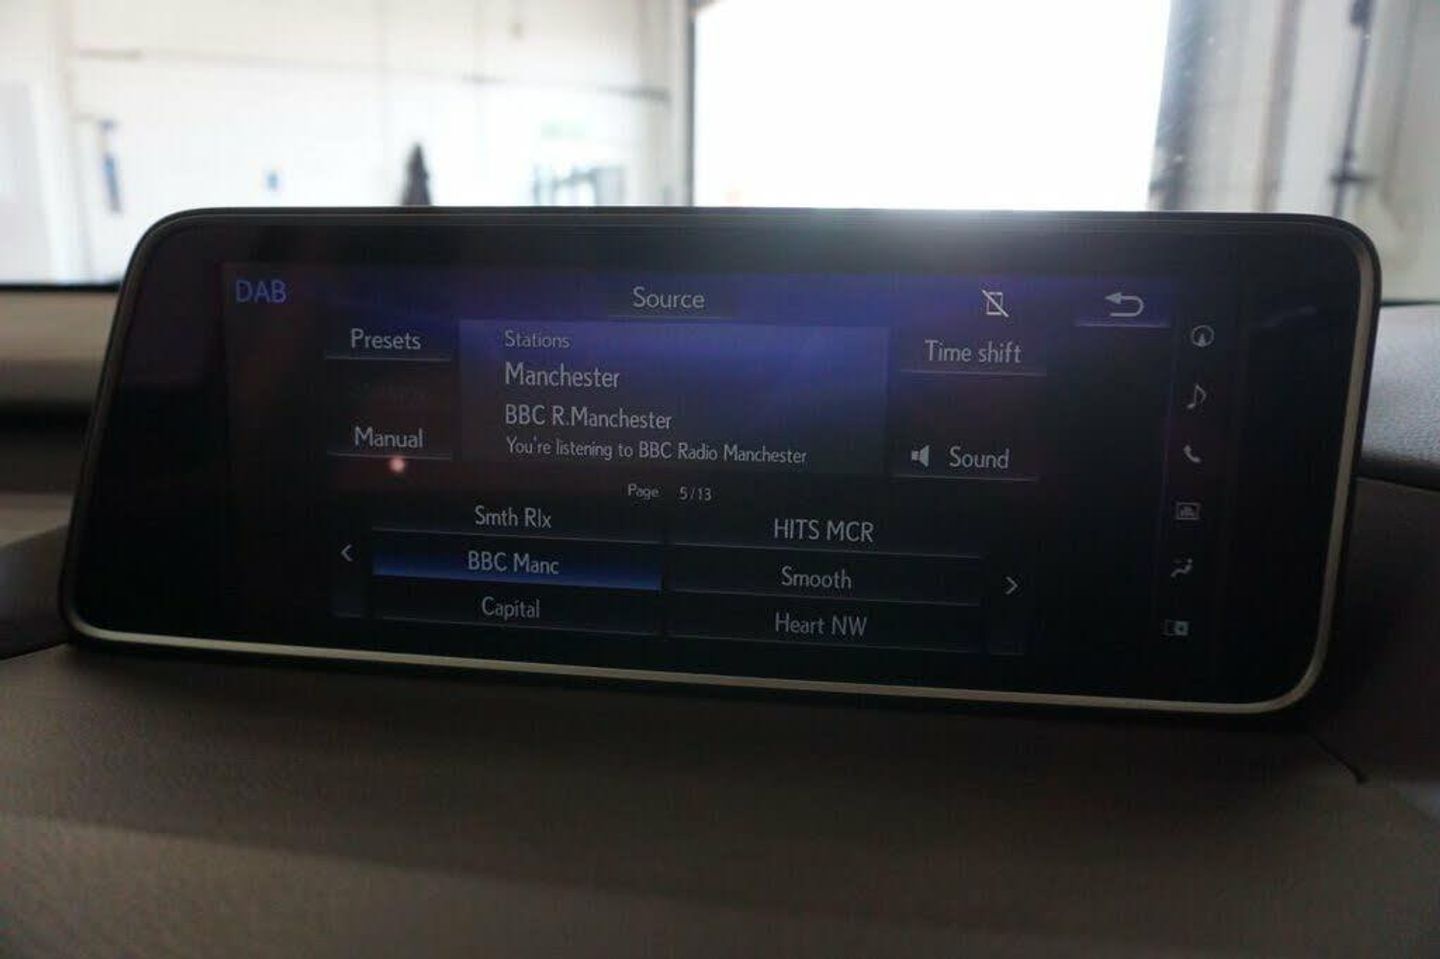 DAB
Source
Presets
Stations
Time shift
Manchester
BBC R.Manchester
Manual
You're listening to BBC Radio Manchester
Sound
Page 5/13
Smth Rlx
HITS MCR
BBC Manc
Smooth
Capital
Heart NW